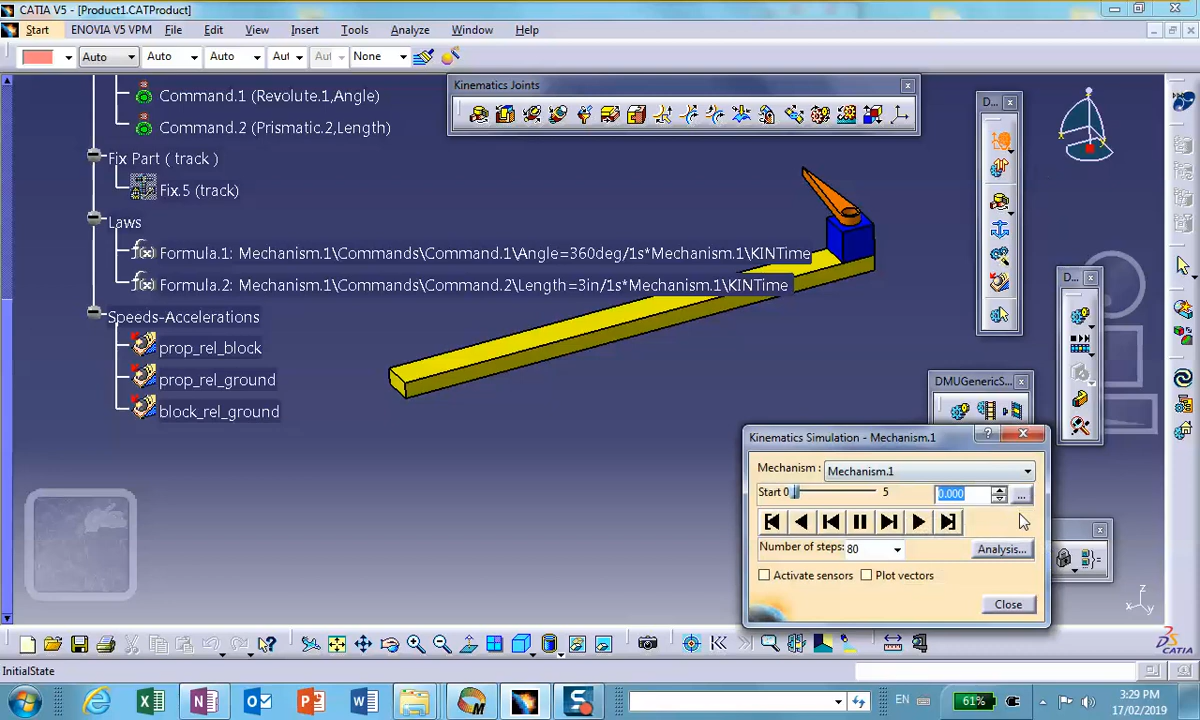 CATIA V5 - [Product1.CATProduct]
Start ENOVIA V5 VPM File Edit View Insert Tools Analyze Window Help
Auto Auto Auto Aut Aut None
Command.1 (Revolute.1,Angle)
Command.2 (Prismatic.2,Length)
Fix Part ( track )
Fix.5 (track)
Laws
Formula.1: Mechanism.1\Commands\Command.1\Angle=360deg/1s*Mechanism.1\KINTime
Formula.2: Mechanism.1\Commands\Command.2\Length=3in/1s*Mechanism.1\KINTime
Speeds-Accelerations
prop_rel_block
prop_rel_ground
block_rel_ground
Kinematics Joints
D...
D...
DMUGenericS...
Kinematics Simulation - Mechanism.1
Mechanism : Mechanism.1
Start 0 5 0.000 ...
Number of steps: 80 Analysis...
Activate sensors Plot vectors
Close
z
x
CATIA
InitialState
EN 61% 3:29 PM
17/02/2019